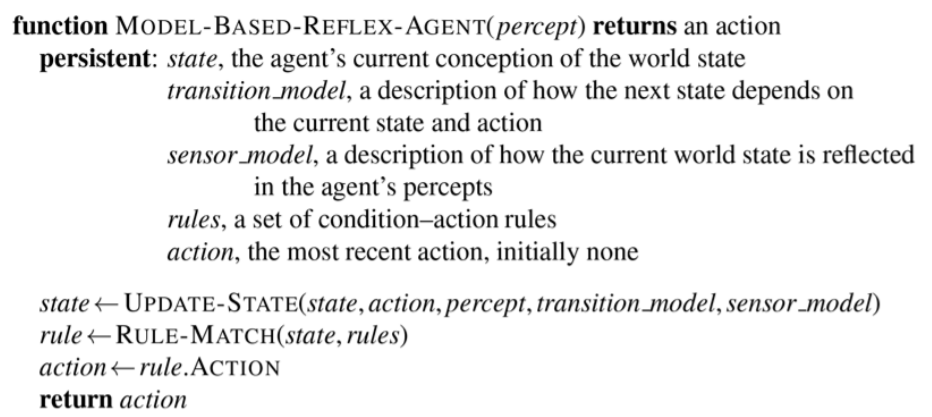 function MODEL-BASED-REFLEX-AGENT(percept) returns an action
persistent: state, the agent's current conception of the world state
transition_model, a description of how the next state depends on
the current state and action
sensor_model, a description of how the current world state is reflected
in the agent's percepts
rules, a set of condition–action rules
action, the most recent action, initially none
state ← UPDATE-STATE(state, action, percept, transition_model, sensor_model)
rule ← RULE-MATCH(state, rules)
action ← rule.ACTION
return action